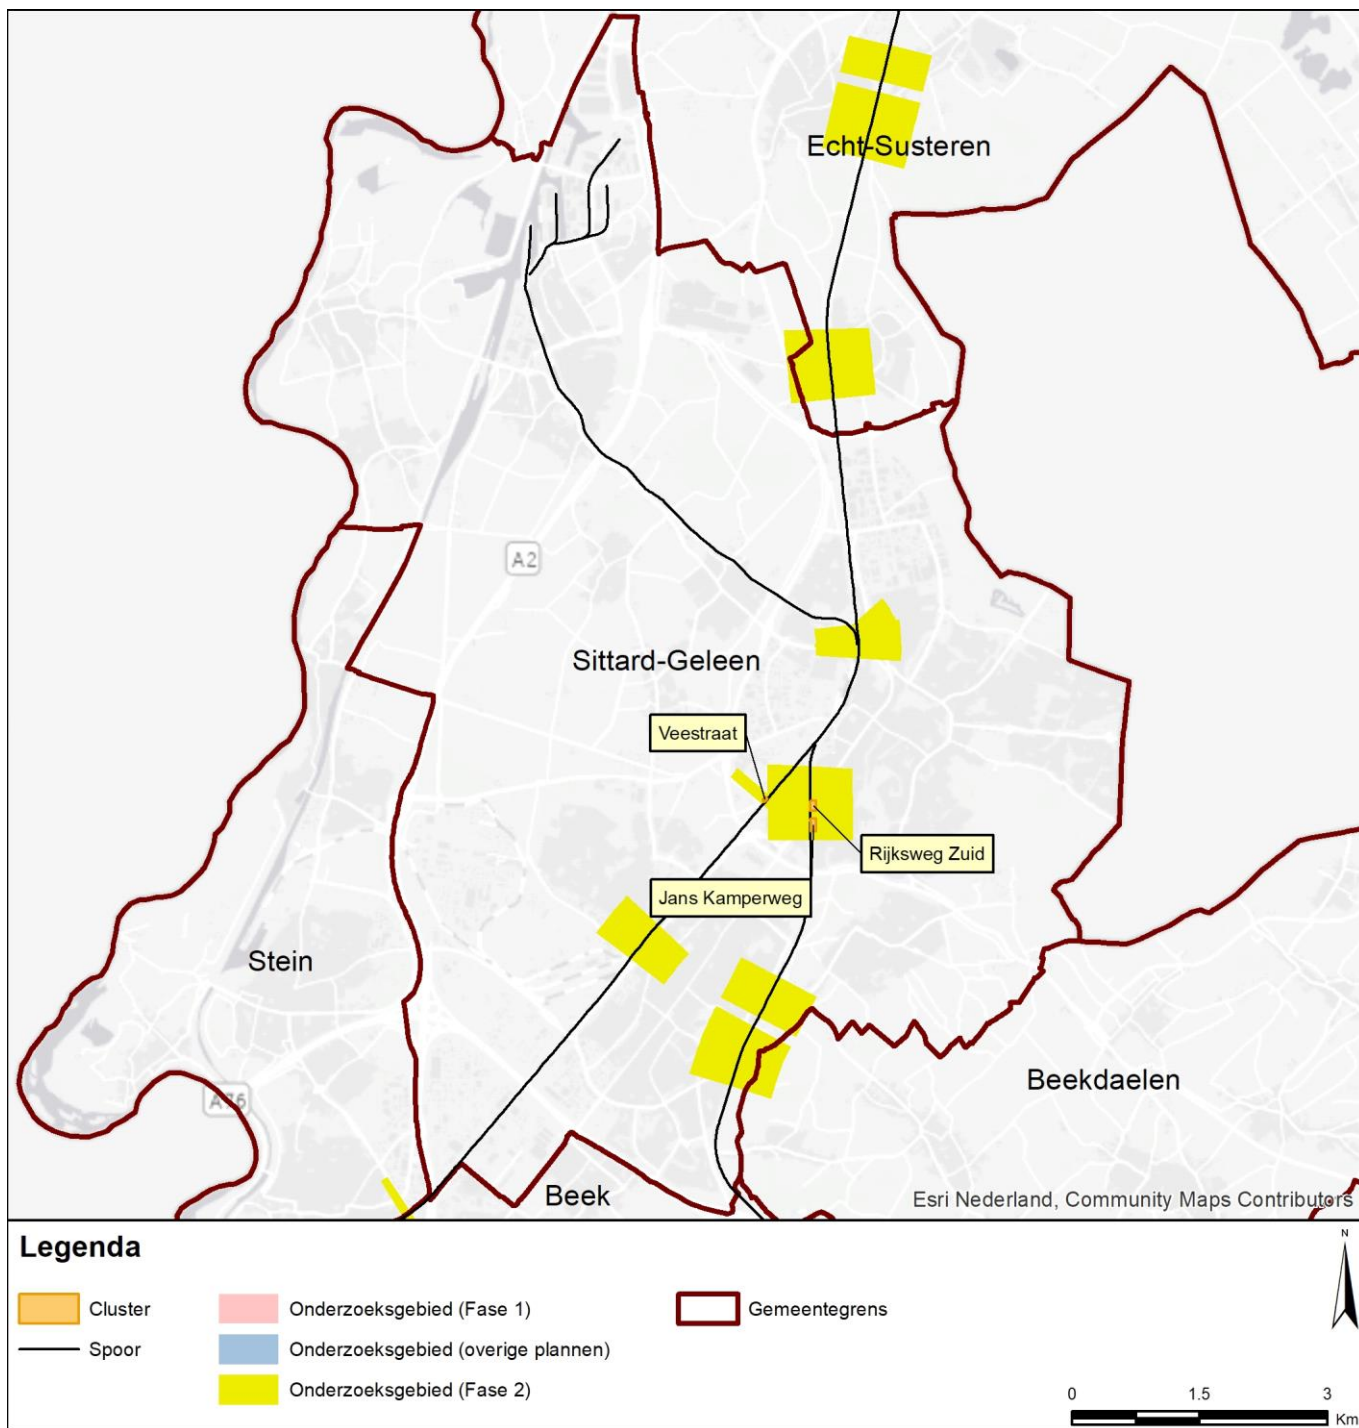 Echt-Susteren
A2
Sittard-Geleen
Veestraat
Rijksweg Zuid
Jans Kamperweg
Stein
Beekdaelen
A76
Beek
Esri Nederland, Community Maps Contributors
Legenda
N
Cluster
Onderzoeksgebied (Fase 1)
Gemeentegrens
Spoor
Onderzoeksgebied (overige plannen)
Onderzoeksgebied (Fase 2)
0 1.5 3
Km